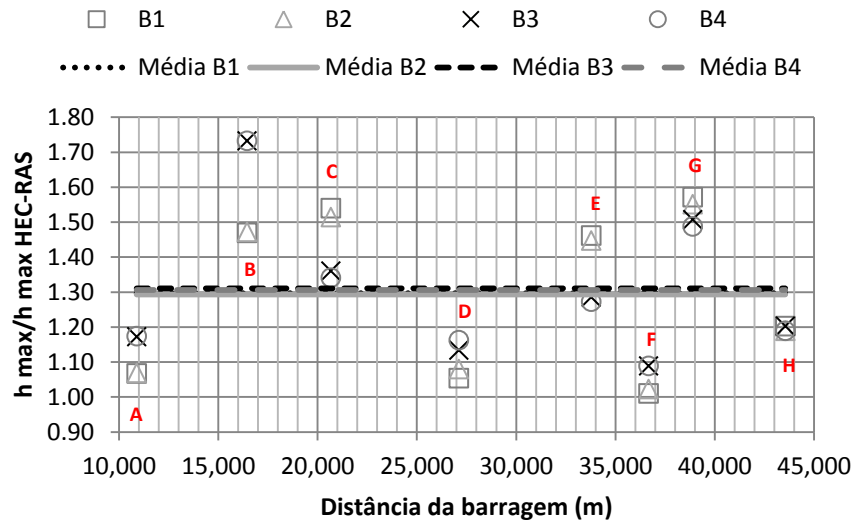 B1 B2 B3 B4
Média B1 Média B2 Média B3 Média B4
h max/h max HEC-RAS
1.80
1.70
1.60
1.50
1.40
1.30
1.20
1.10
1.00
0.90
A
B
C
D
E
F
G
H
10,000 15,000 20,000 25,000 30,000 35,000 40,000 45,000
Distância da barragem (m)